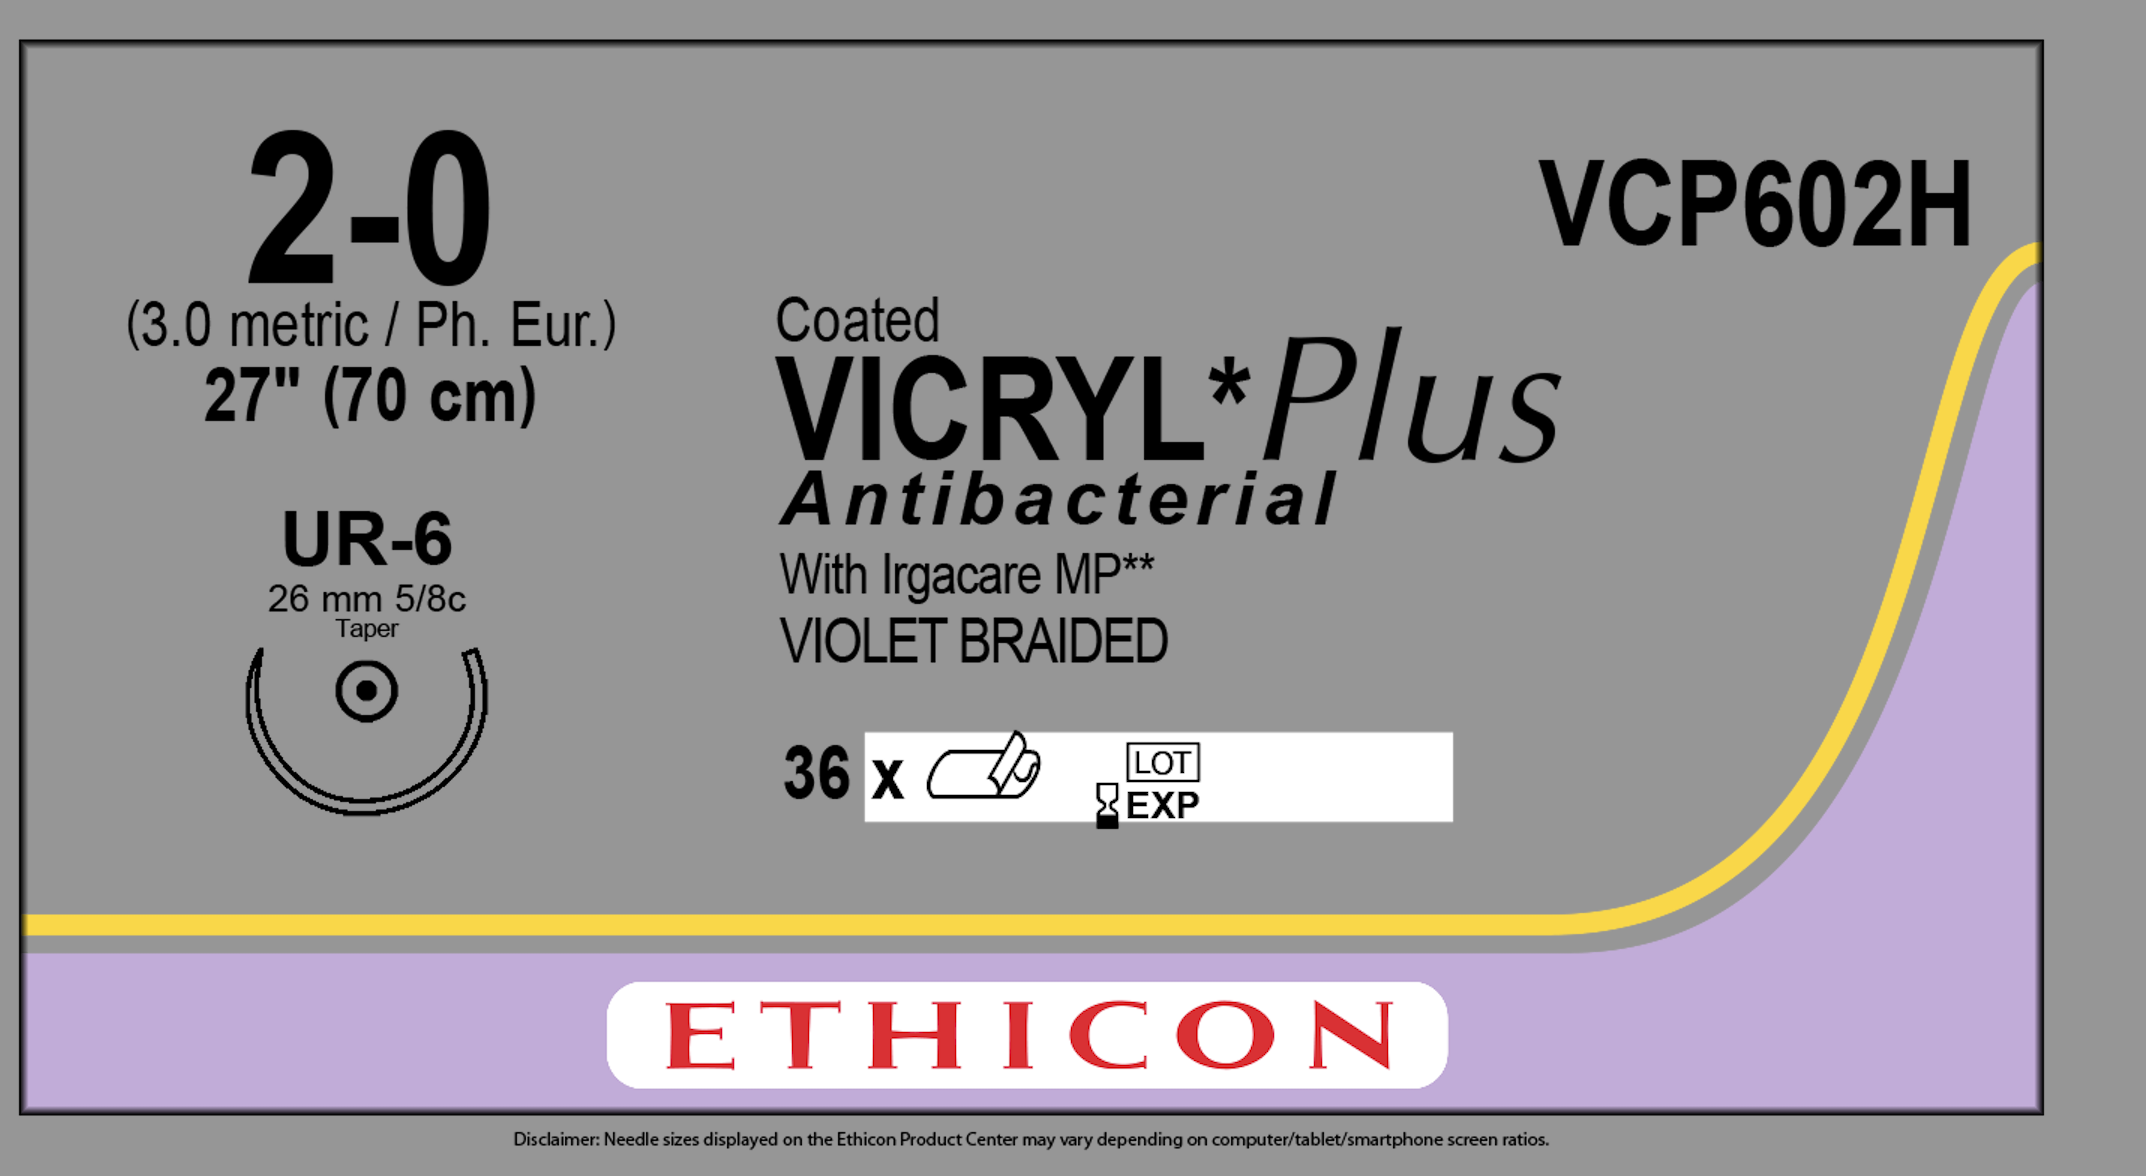 2-0
(3.0 metric / Ph. Eur.)
27" (70 cm)
UR-6
26 mm 5/8c
Taper
VCP602H
Coated
VICRYL* Plus
Antibacterial
With Irgacare MP**
VIOLET BRAIDED
36 x
LOT
EXP
ETHICON
Disclaimer: Needle sizes displayed on the Ethicon Product Center may vary depending on computer/tablet/smartphone screen ratios.